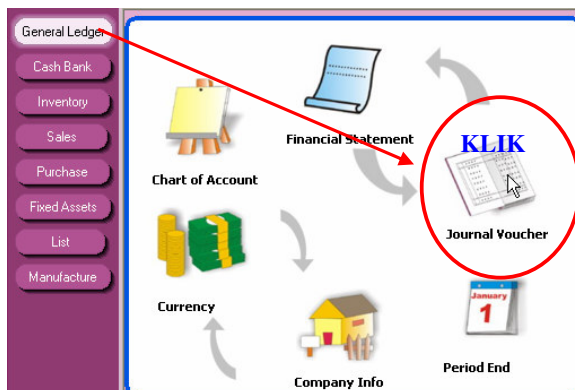 General Ledger
Cash Bank
Inventory
Sales
Purchase
Fixed Assets
List
Manufacture
Financial Statement
KLIK
Chart of Account
Journal Voucher
Currency
January
1
Company Info
Period End